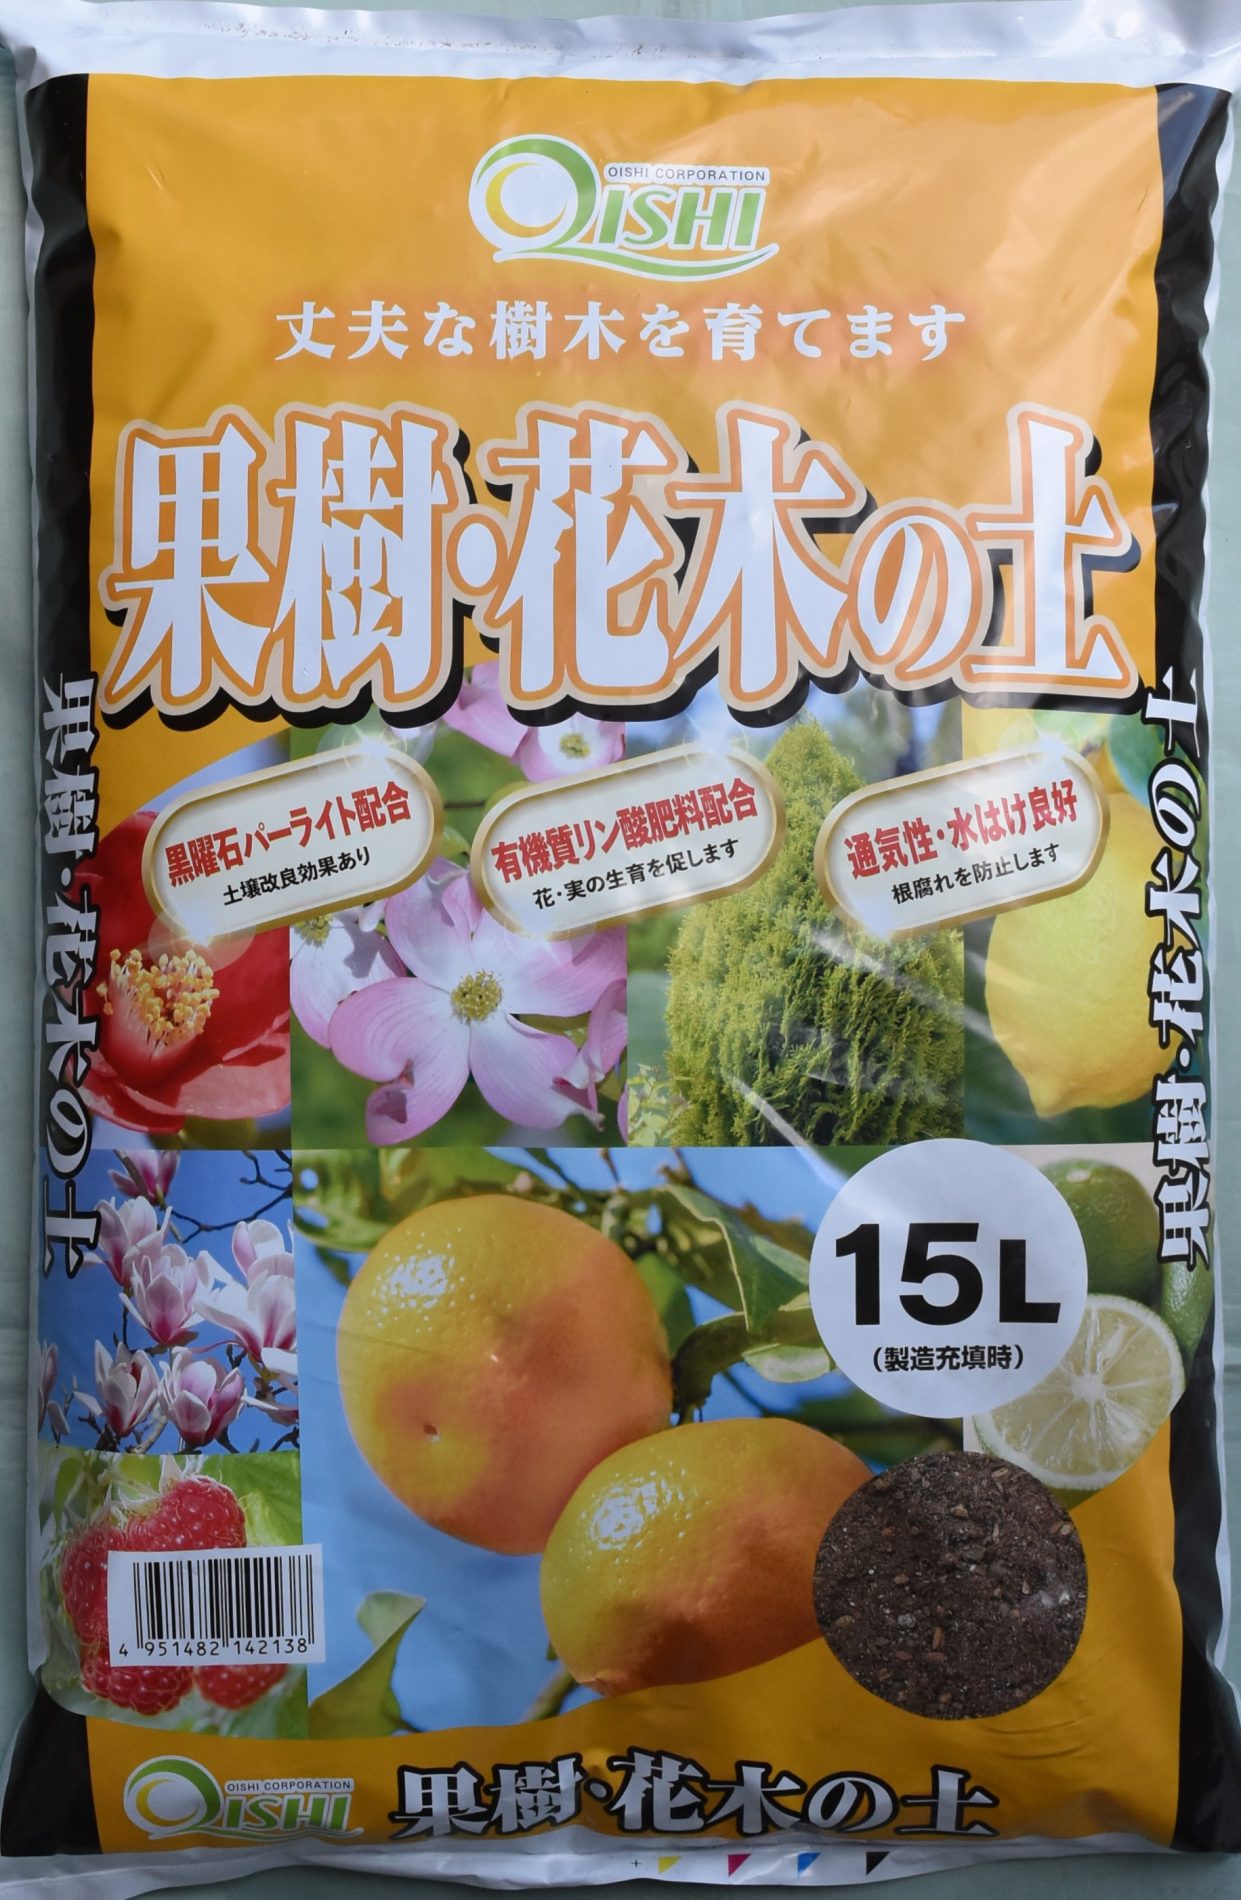 OISHI CORPORATION
OISHI
丈夫な樹木を育てます
果樹・花木の土
黒曜石パーライト配合
土壌改良効果あり
有機質リン酸肥料配合
花・実の生育を促します
通気性・水はけ良好
根腐れを防止します
果樹・花木の土
果樹・花木の土
15L
(製造充填時)
4 951482 142138
OISHI CORPORATION
OISHI
果樹・花木の土